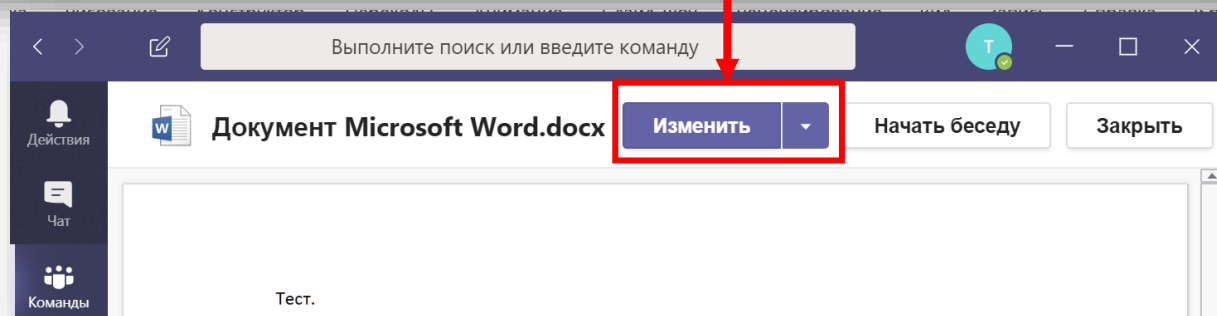 Выполните поиск или введите команду
T
Действия
W
Документ Microsoft Word.docx
Изменить
Начать беседу
Закрыть
Чат
Команды
Тест.